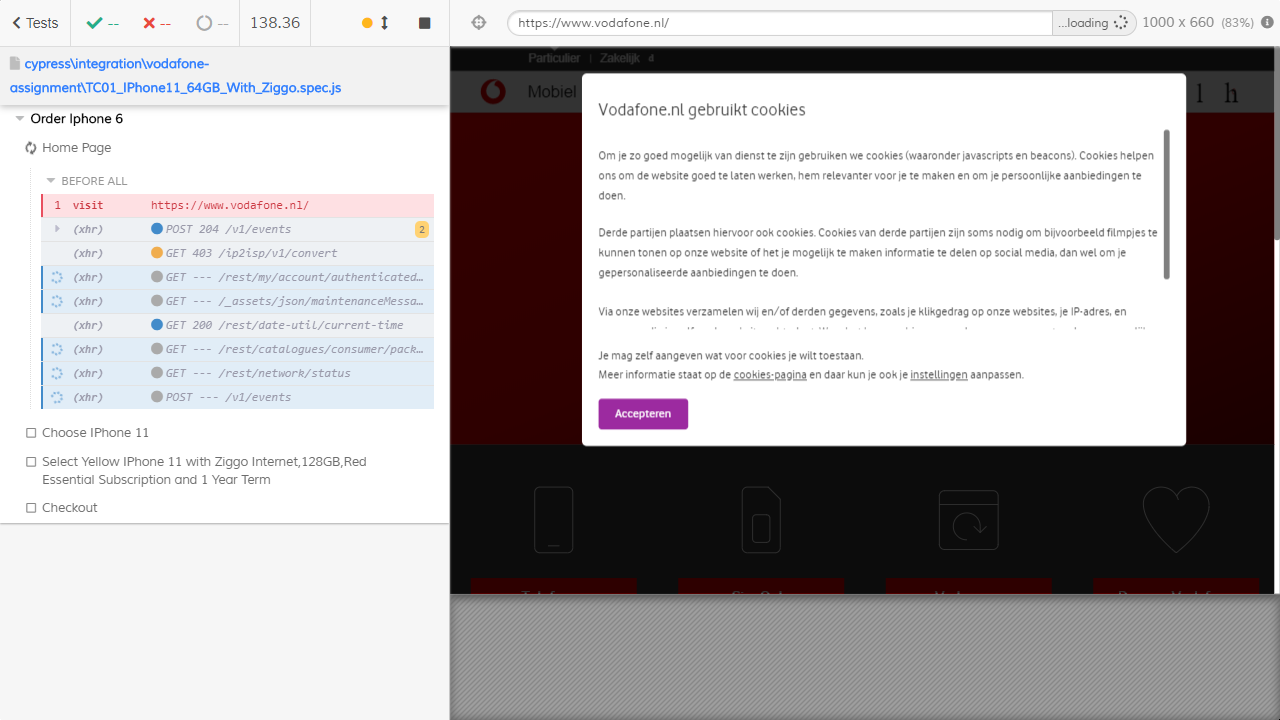 Tests
--
--
--
138.36
cypress\integration\vodafone-
assignment\TC01_IPhone11_64GB_With_Ziggo.spec.js
Order Iphone 6
Home Page
BEFORE ALL
1 visit https://www.vodafone.nl/
(xhr) POST 204 /v1/events 2
(xhr) GET 403 /ip2isp/v1/convert
(xhr) GET --- /rest/my/account/authenticated…
(xhr) GET --- /_assets/json/maintenanceMessa…
(xhr) GET 200 /rest/date-util/current-time
(xhr) GET --- /rest/catalogues/consumer/pack…
(xhr) GET --- /rest/network/status
(xhr) POST --- /v1/events
Choose IPhone 11
Select Yellow IPhone 11 with Ziggo Internet,128GB,Red
Essential Subscription and 1 Year Term
Checkout
https://www.vodafone.nl/
...loading
1000 x 660 (83%)
Particulier | Zakelijk 4
Mobiel
l h
Vodafone.nl gebruikt cookies
Om je zo goed mogelijk van dienst te zijn gebruiken we cookies (waaronder javascripts en beacons). Cookies helpen
ons om de website goed te laten werken, hem relevanter voor je te maken en om je persoonlijke aanbiedingen te
doen.
Derde partijen plaatsen hiervoor ook cookies. Cookies van derde partijen zijn soms nodig om bijvoorbeeld filmpjes te
kunnen tonen op onze website of het je mogelijk te maken informatie te delen op social media, dan wel om je
gepersonaliseerde aanbiedingen te doen.
Via onze websites verzamelen wij en/of derden gegevens, zoals je klikgedrag op onze websites, je IP-adres, en
Je mag zelf aangeven wat voor cookies je wilt toestaan.
Meer informatie staat op de cookies-pagina en daar kun je ook je instellingen aanpassen.
Accepteren